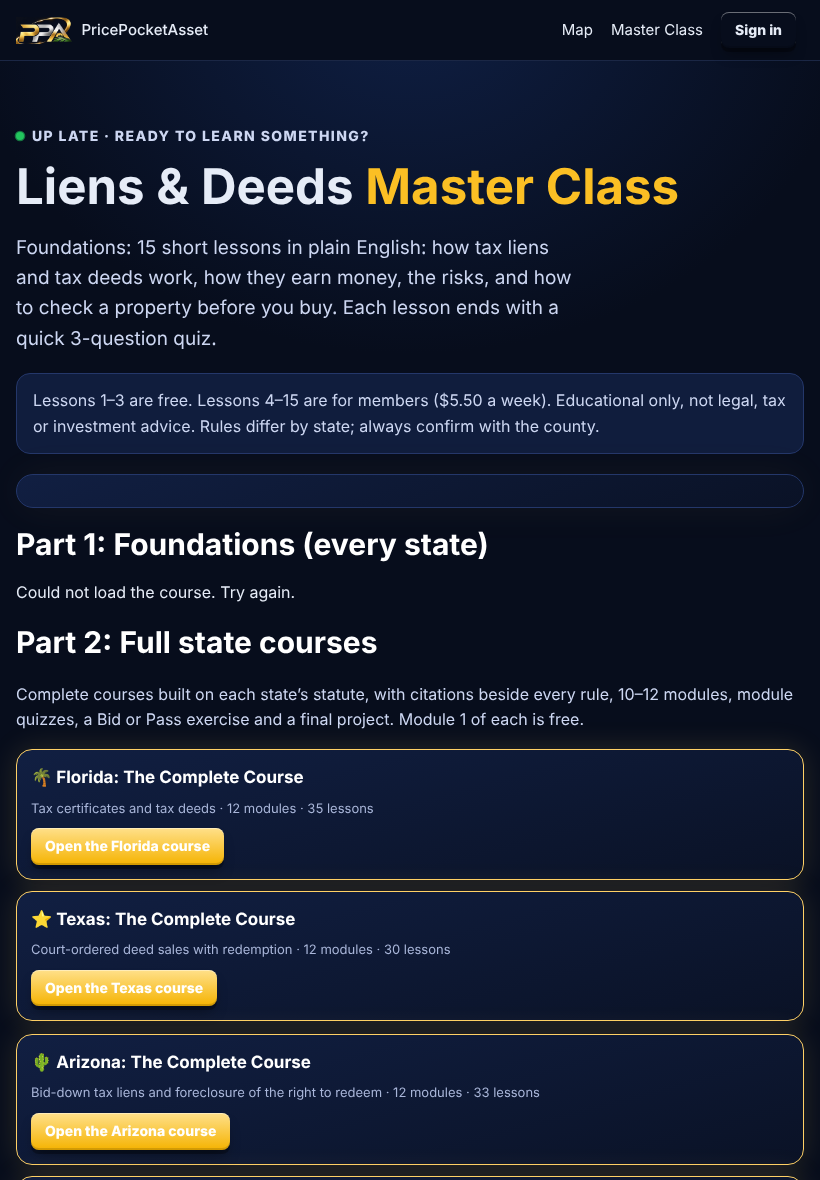 PPA PricePocketAsset
Map
Master Class
Sign in
UP LATE · READY TO LEARN SOMETHING?
Liens & Deeds Master Class
Foundations: 15 short lessons in plain English: how tax liens
and tax deeds work, how they earn money, the risks, and how
to check a property before you buy. Each lesson ends with a
quick 3-question quiz.
Lessons 1–3 are free. Lessons 4–15 are for members ($5.50 a week). Educational only, not legal, tax
or investment advice. Rules differ by state; always confirm with the county.
Part 1: Foundations (every state)
Could not load the course. Try again.
Part 2: Full state courses
Complete courses built on each state’s statute, with citations beside every rule, 10–12 modules, module
quizzes, a Bid or Pass exercise and a final project. Module 1 of each is free.
🌴 Florida: The Complete Course
Tax certificates and tax deeds · 12 modules · 35 lessons
Open the Florida course
⭐ Texas: The Complete Course
Court-ordered deed sales with redemption · 12 modules · 30 lessons
Open the Texas course
🌵 Arizona: The Complete Course
Bid-down tax liens and foreclosure of the right to redeem · 12 modules · 33 lessons
Open the Arizona course